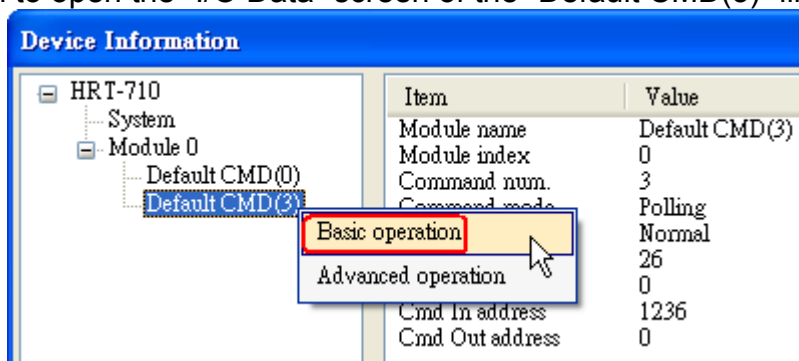 to open the "I/O Data" screen of the "Default CMD(3)"
Device Information
HRT-710
System
Module 0
Default CMD(0)
Default CMD(3)
Basic operation
Advanced operation
Item Value
Module name Default CMD(3)
Module index 0
Command num. 3
Command mode Polling
Normal
26
0
Cmd In address 1236
Cmd Out address 0